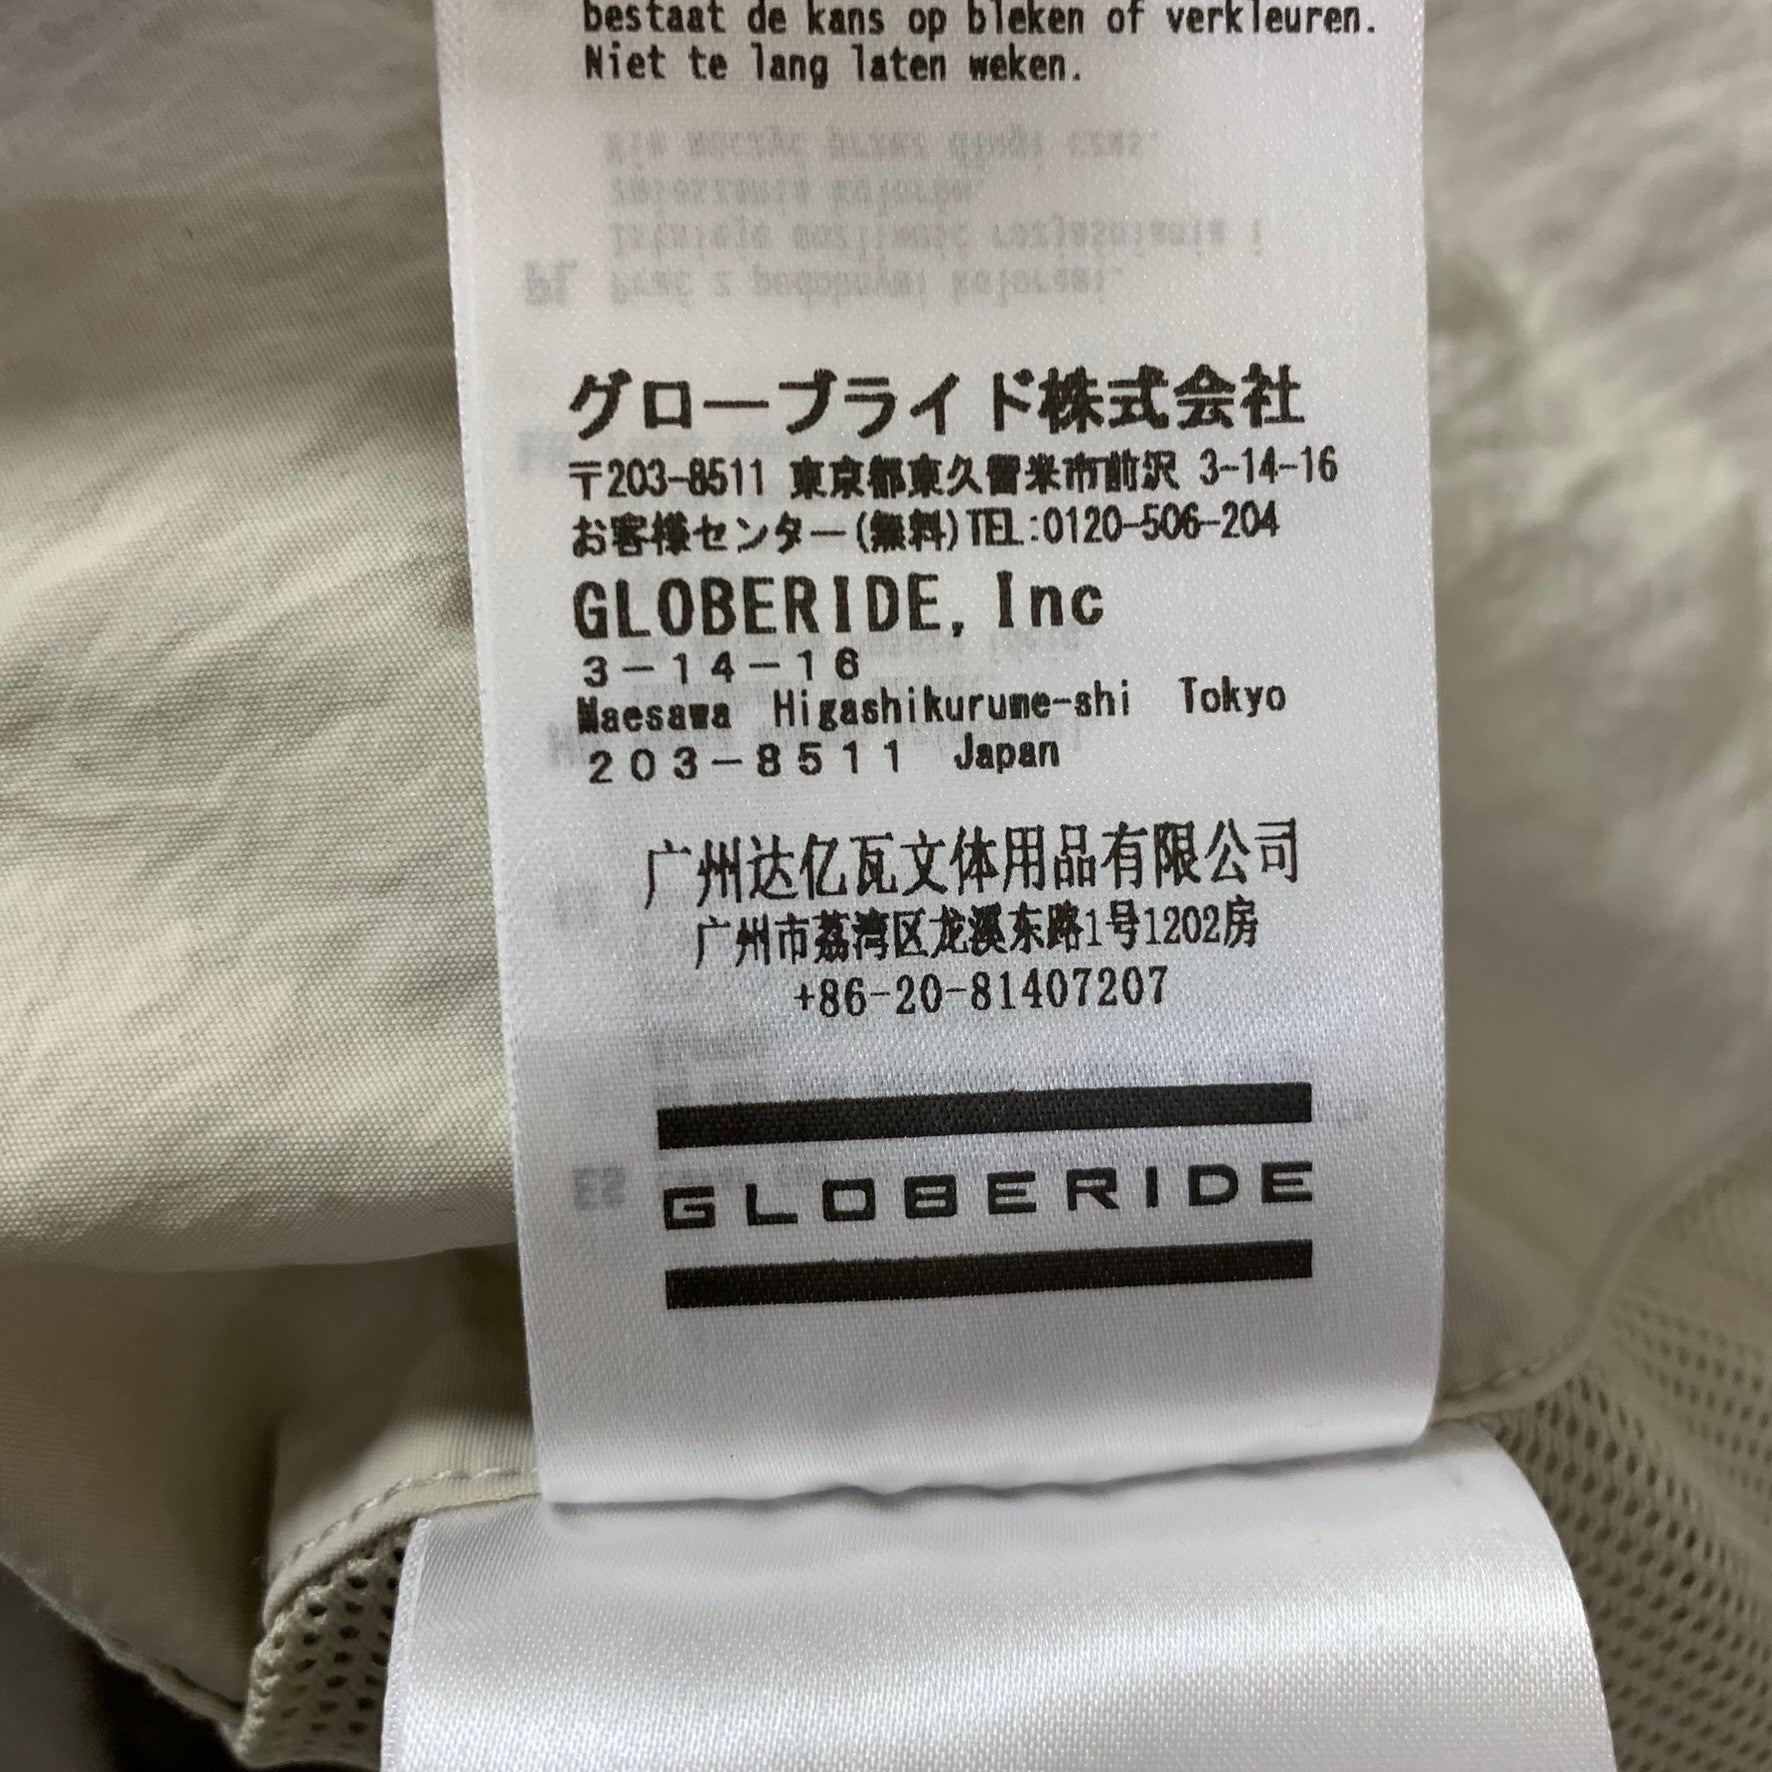 bestaat de kans op bleken of verkleuren.
Niet te lang laten weken.
グローブライド株式会社
〒203-8511 東京都東久留米市前沢 3-14-16
お客様センター(無料)TEL:0120-506-204
GLOBERIDE, Inc
3-14-16
Maesawa Higashikurume-shi Tokyo
203-8511 Japan
广州达亿瓦文体用品有限公司
广州市荔湾区龙溪东路1号1202房
+86-20-81407207
GLOBERIDE